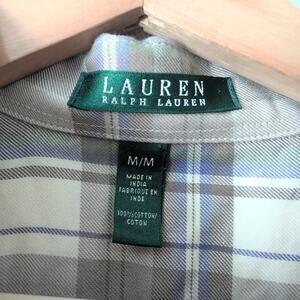 LAUREN
RALPH LAUREN
M/M
MADE IN
INDIA
FABRIQUÉ EN
INDE
100%COTTON/
COTON